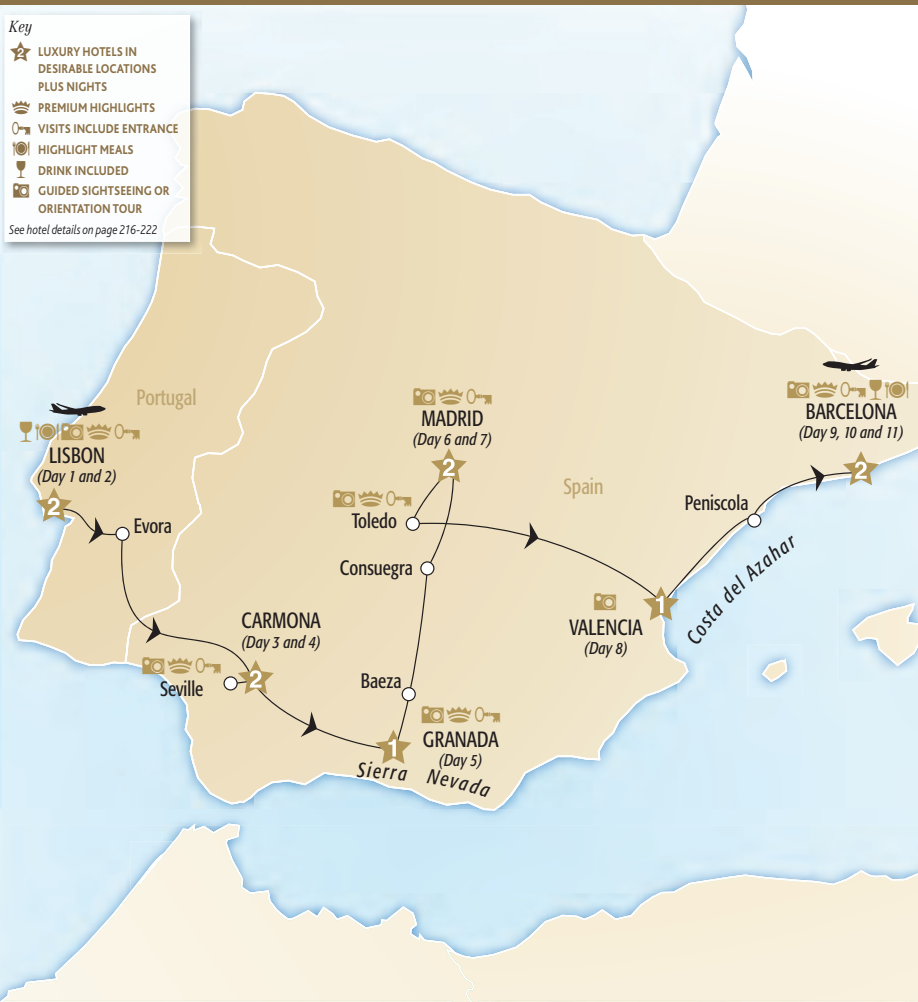 Key
2 LUXURY HOTELS IN
DESIRABLE LOCATIONS
PLUS NIGHTS
PREMIUM HIGHLIGHTS
VISITS INCLUDE ENTRANCE
HIGHLIGHT MEALS
DRINK INCLUDED
GUIDED SIGHTSEEING OR
ORIENTATION TOUR
See hotel details on page 216-222
Portugal
LISBON
(Day 1 and 2)
2
Evora
MADRID
(Day 6 and 7)
2
Spain
BARCELONA
(Day 9, 10 and 11)
2
Toledo
Peniscola
Consuegra
Costa del Azahar
1
VALENCIA
(Day 8)
CARMONA
(Day 3 and 4)
2
Seville
Baeza
GRANADA
(Day 5)
1
Sierra Nevada